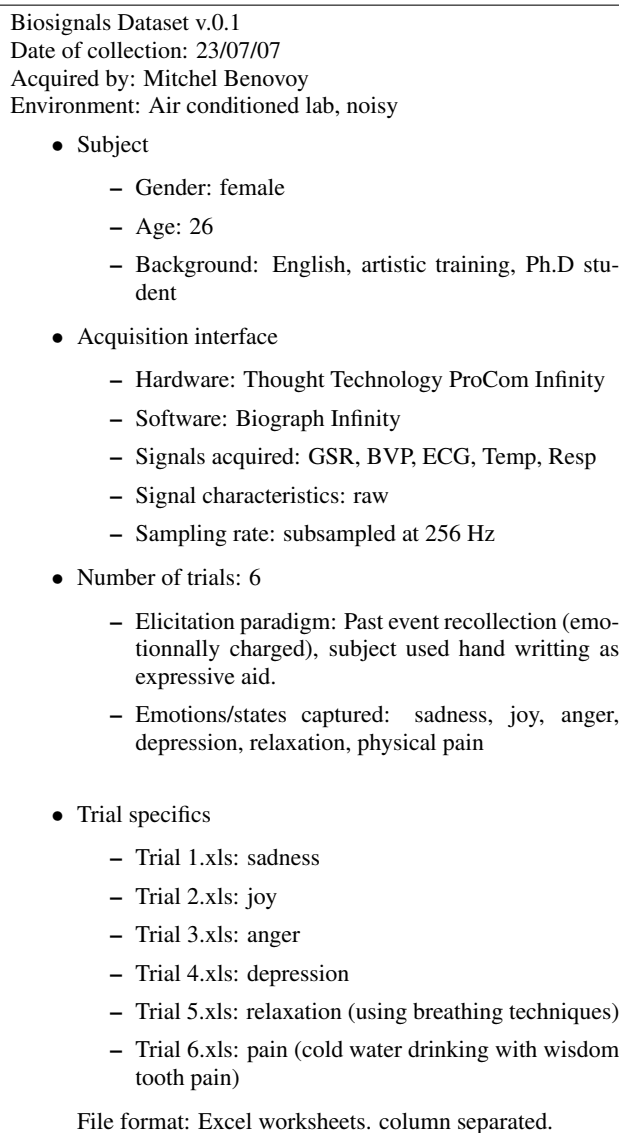 Biosignals Dataset v.0.1
Date of collection: 23/07/07
Acquired by: Mitchel Benovoy
Environment: Air conditioned lab, noisy
• Subject
– Gender: female
– Age: 26
– Background: English, artistic training, Ph.D stu-
dent
• Acquisition interface
– Hardware: Thought Technology ProCom Infinity
– Software: Biograph Infinity
– Signals acquired: GSR, BVP, ECG, Temp, Resp
– Signal characteristics: raw
– Sampling rate: subsampled at 256 Hz
• Number of trials: 6
– Elicitation paradigm: Past event recollection (emo-
tionnally charged), subject used hand writting as
expressive aid.
– Emotions/states captured: sadness, joy, anger,
depression, relaxation, physical pain
• Trial specifics
– Trial 1.xls: sadness
– Trial 2.xls: joy
– Trial 3.xls: anger
– Trial 4.xls: depression
– Trial 5.xls: relaxation (using breathing techniques)
– Trial 6.xls: pain (cold water drinking with wisdom
tooth pain)
File format: Excel worksheets. column separated.